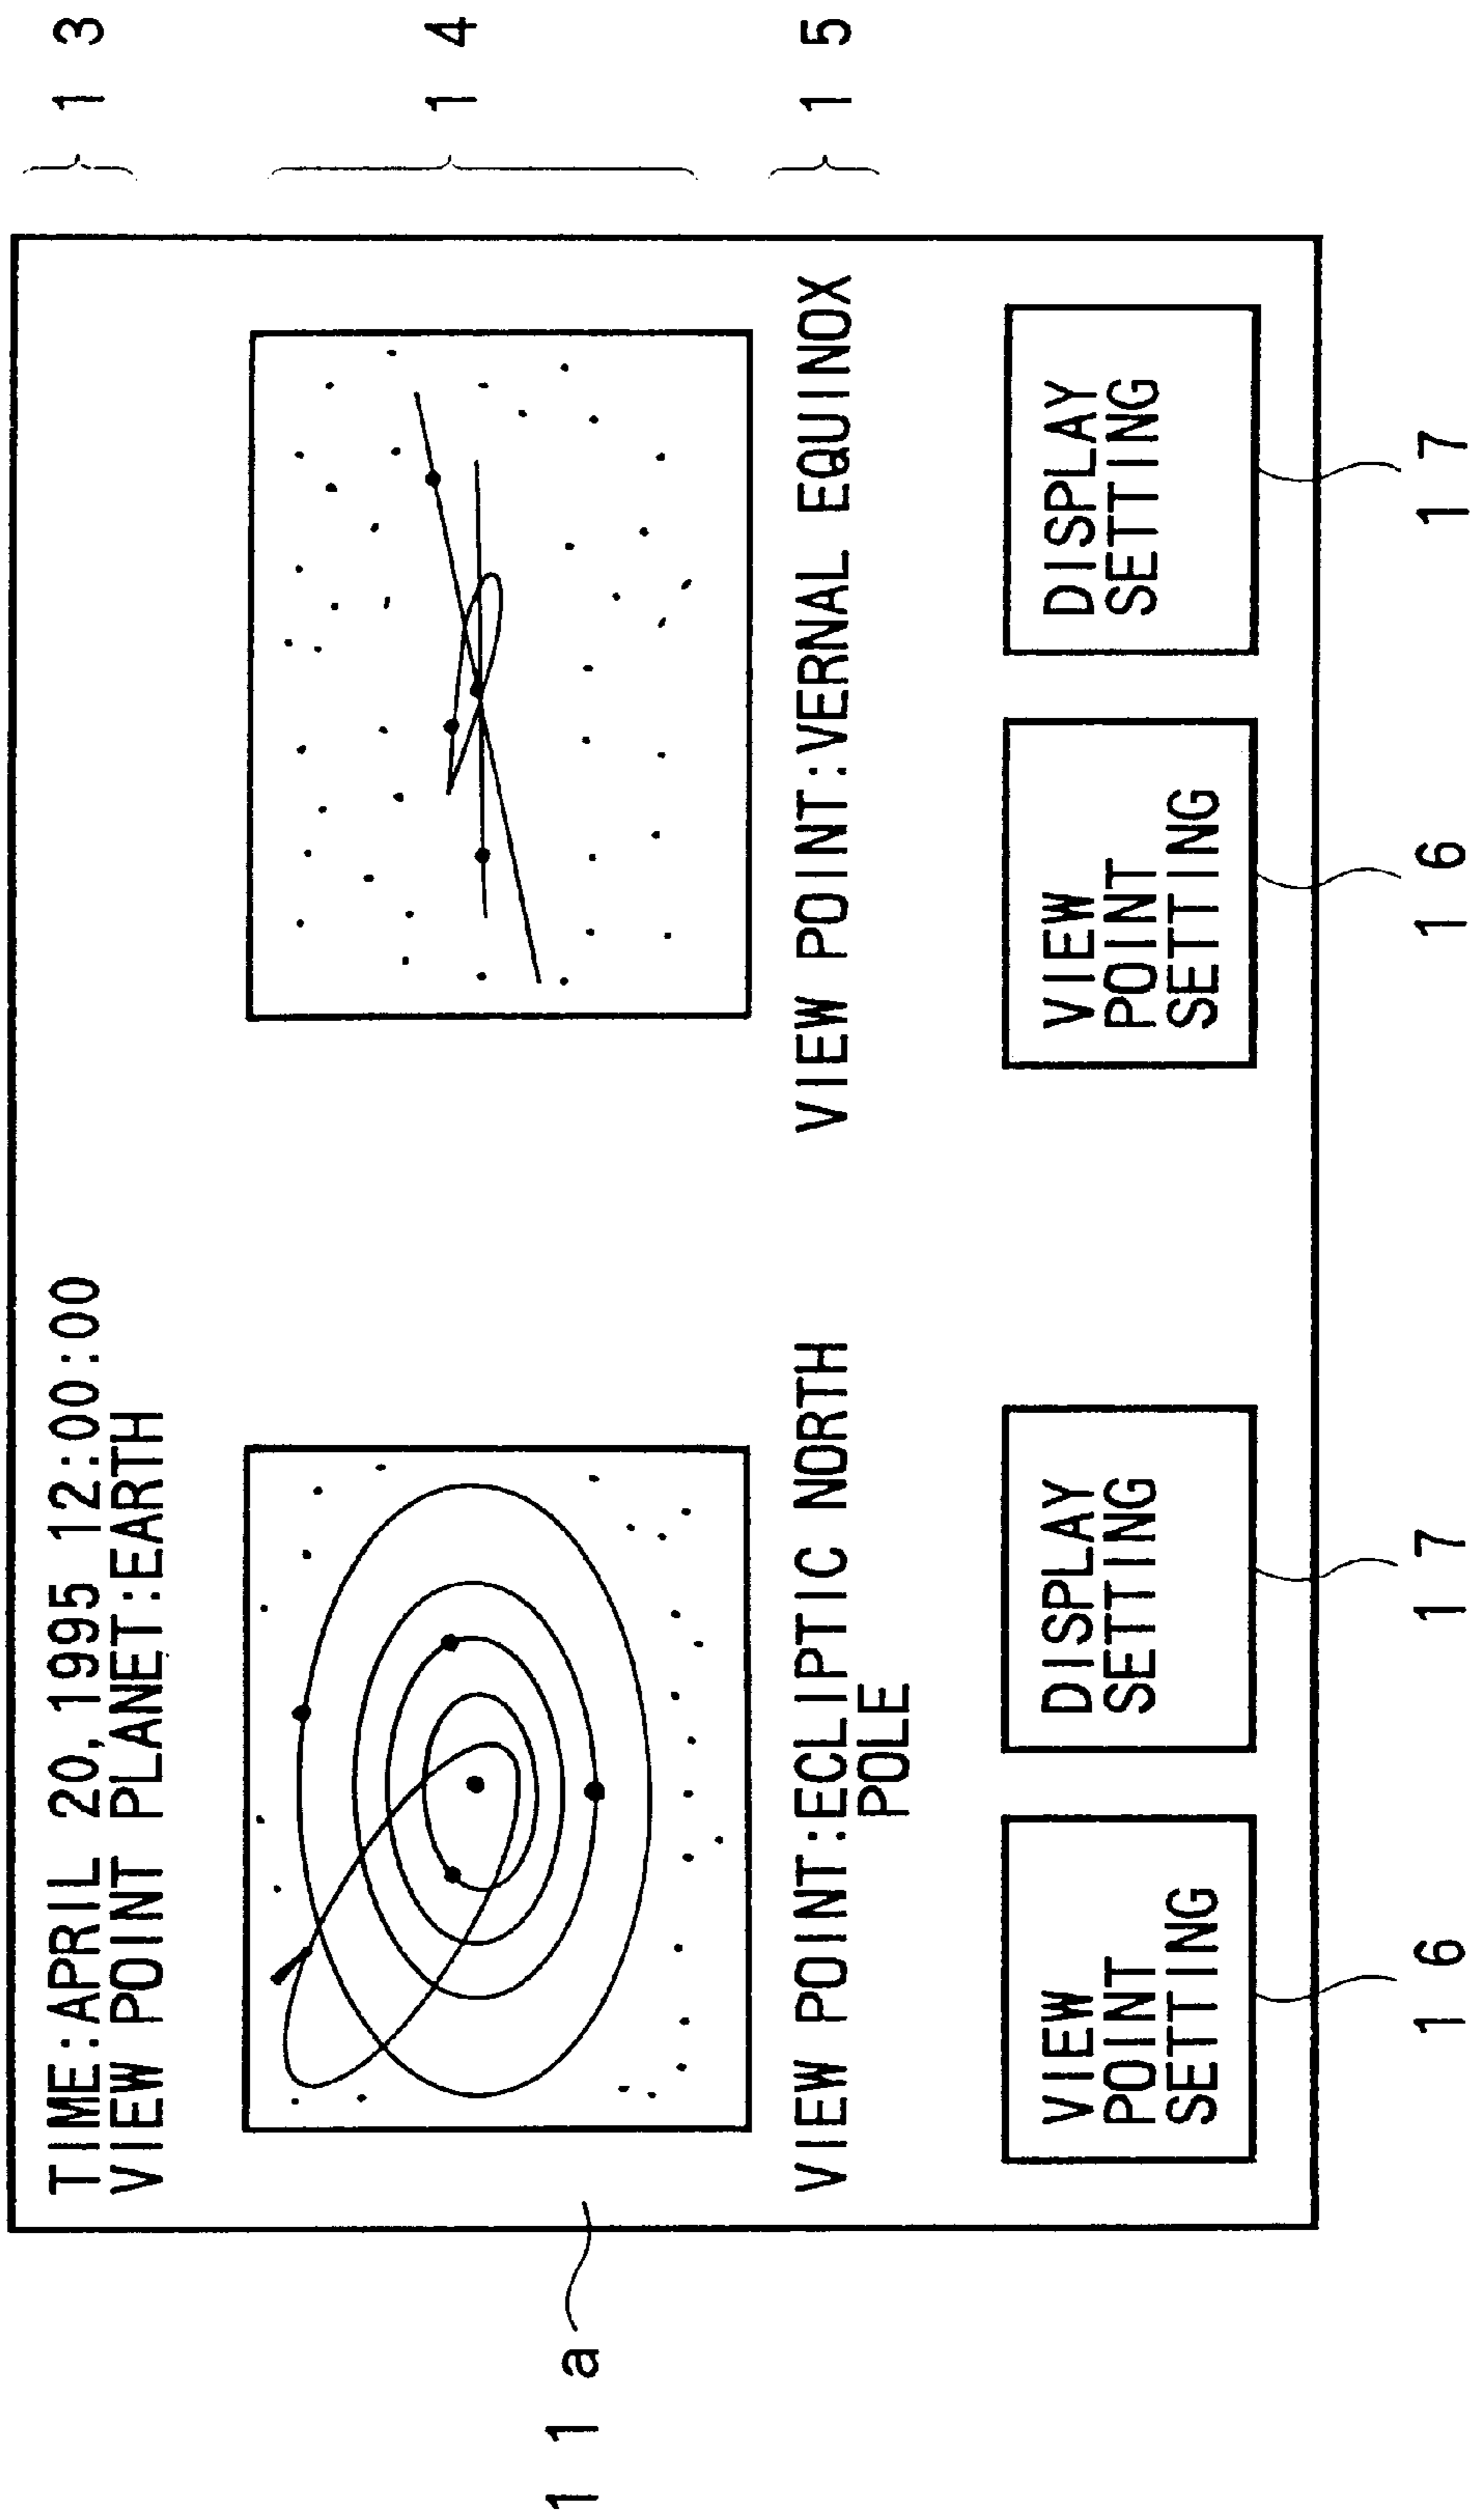 TIME:APRIL 20,1995 12:00:00
VIEW POINT PLANET:EARTH
13
14
VIEW POINT:ECLIPTIC NORTH
POLE
VIEW POINT:VERNAL EQUINOX
15
VIEW
POINT
SETTING
DISPLAY
SETTING
VIEW
POINT
SETTING
DISPLAY
SETTING
11a
16
17
16
17